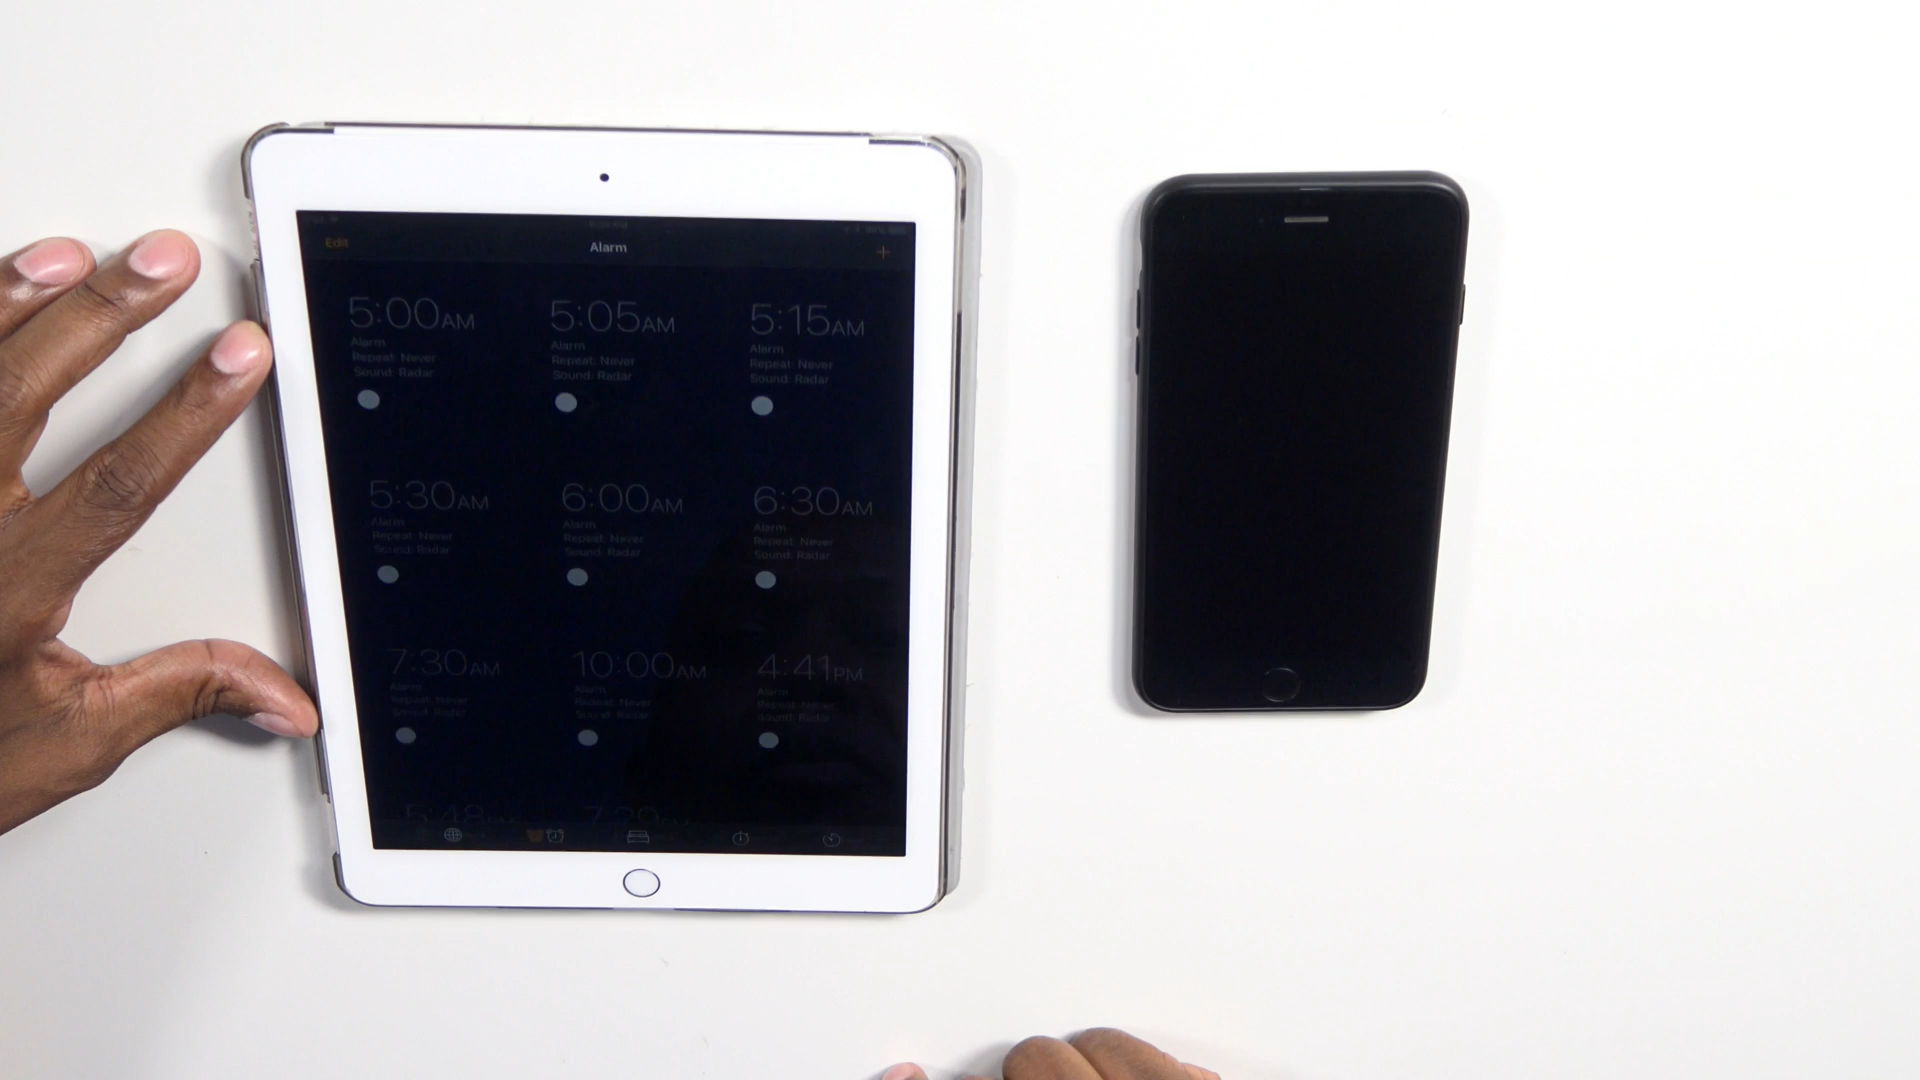 Edit Alarm +
5:00AM 5:05AM 5:15AM
Alarm Alarm Alarm
Repeat: Never Repeat: Never Repeat: Never
Sound: Radar Sound: Radar Sound: Radar
5:30AM 6:00AM 6:30AM
Alarm Alarm Alarm
Repeat: Never Repeat: Never Repeat: Never
Sound: Radar Sound: Radar Sound: Radar
7:30AM 10:00AM 4:41PM
Alarm Alarm Alarm
Repeat: Never Repeat: Never Repeat: Never
Sound: Radar Sound: Radar Sound: Radar